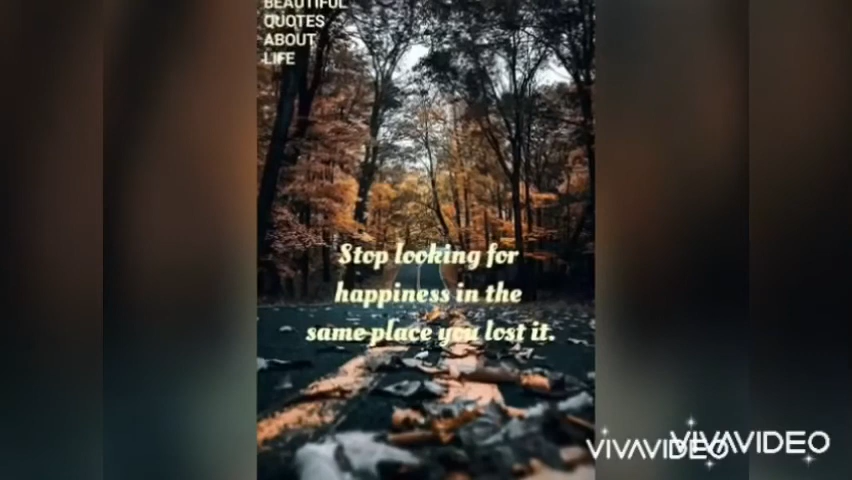 BEAUTIFUL
QUOTES
ABOUT
LIFE
Stop looking for
happiness in the
same place you lost it.
VIVAVIDEO
VIVAVIDEO